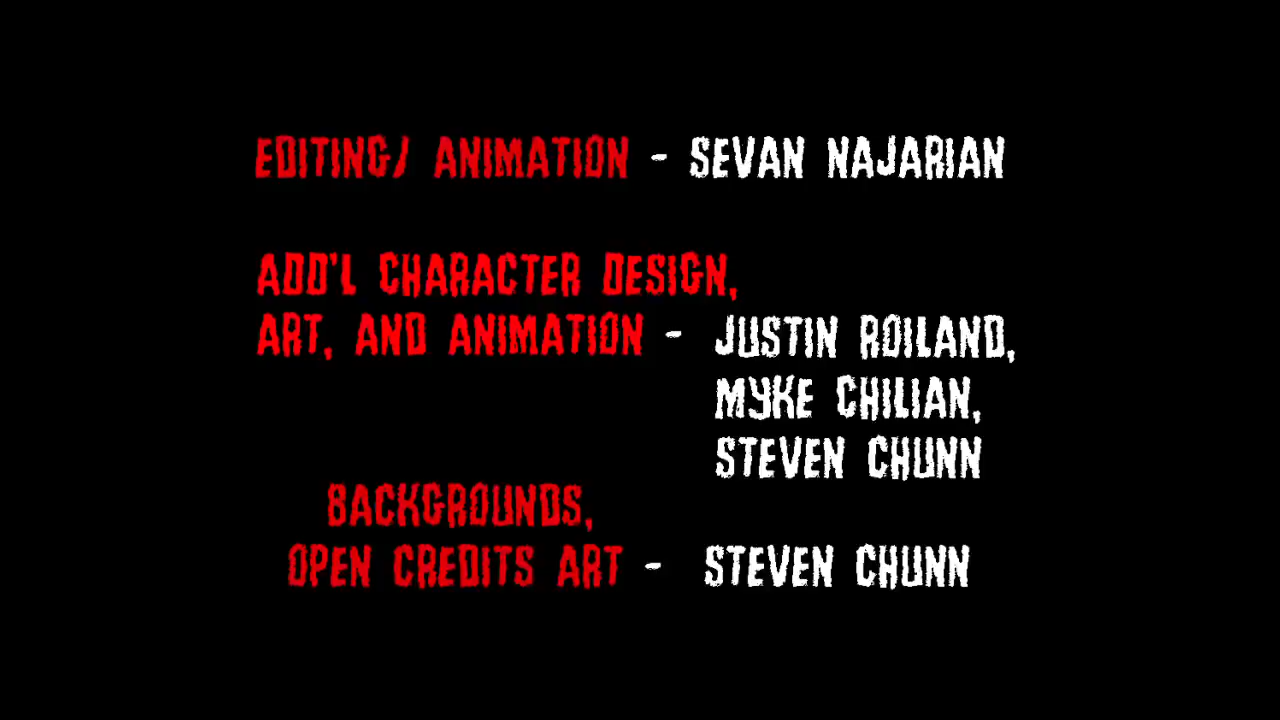 EDITING/ ANIMATION - SEVAN NAJARIAN
ADD'L CHARACTER DESIGN,
ART, AND ANIMATION - JUSTIN ROILAND,
MYKE CHILIAN,
STEVEN CHUNN
BACKGROUNDS,
OPEN CREDITS ART - STEVEN CHUNN